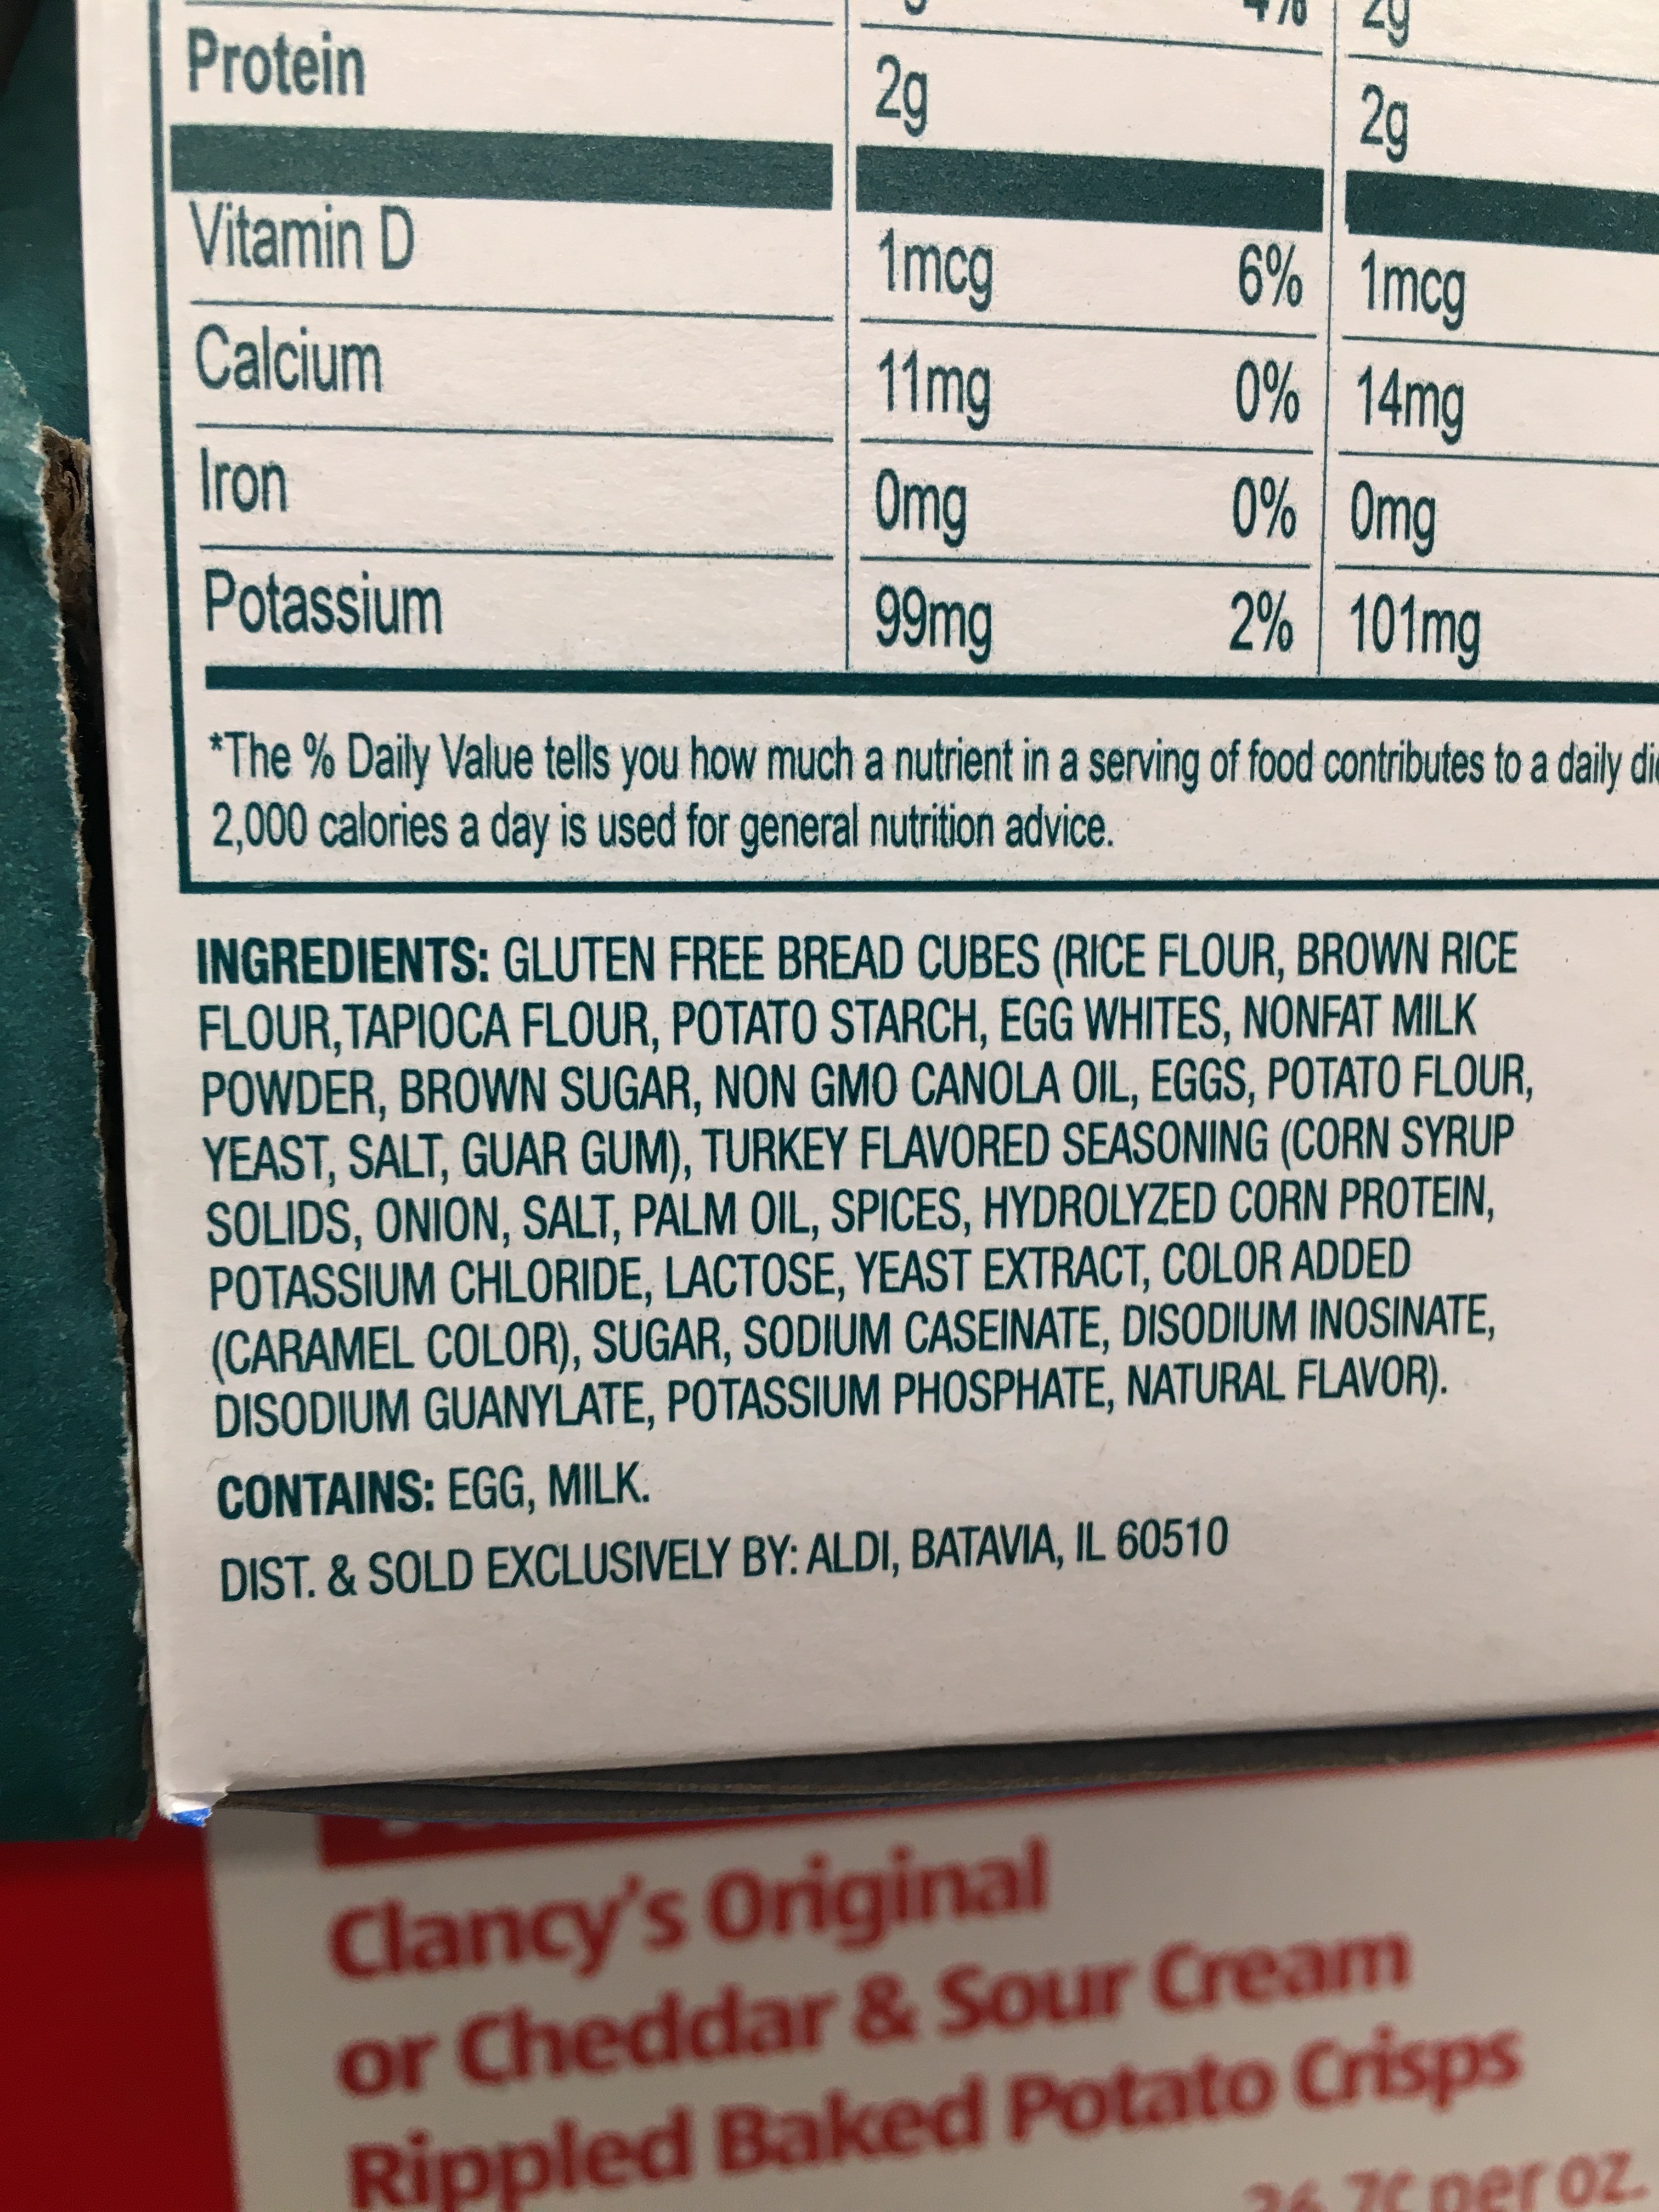 4% 2g
Protein 2g 2g
Vitamin D 1mcg 6% 1mcg
Calcium 11mg 0% 14mg
Iron 0mg 0% 0mg
Potassium 99mg 2% 101mg
*The % Daily Value tells you how much a nutrient in a serving of food contributes to a daily
2,000 calories a day is used for general nutrition advice.
INGREDIENTS: GLUTEN FREE BREAD CUBES (RICE FLOUR, BROWN RICE
FLOUR, TAPIOCA FLOUR, POTATO STARCH, EGG WHITES, NONFAT MILK
POWDER, BROWN SUGAR, NON GMO CANOLA OIL, EGGS, POTATO FLOUR,
YEAST, SALT, GUAR GUM), TURKEY FLAVORED SEASONING (CORN SYRUP
SOLIDS, ONION, SALT, PALM OIL, SPICES, HYDROLYZED CORN PROTEIN,
POTASSIUM CHLORIDE, LACTOSE, YEAST EXTRACT, COLOR ADDED
(CARAMEL COLOR), SUGAR, SODIUM CASEINATE, DISODIUM INOSINATE,
DISODIUM GUANYLATE, POTASSIUM PHOSPHATE, NATURAL FLAVOR).
CONTAINS: EGG, MILK.
DIST. & SOLD EXCLUSIVELY BY: ALDI, BATAVIA, IL 60510
Clancy's Original
or Cheddar & Sour Cream
Rippled Baked Potato Crisps
per oz.